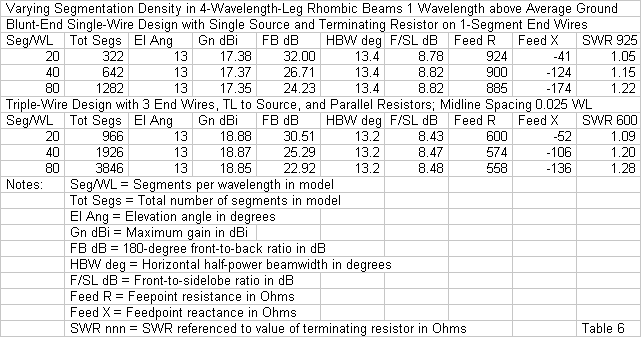 Varying Segmentation Density in 4-Wavelength-Leg Rhombic Beams 1 Wavelength above Average Ground
Blunt-End Single-Wire Design with Single Source and Terminating Resistor on 1-Segment End Wires
Seg/WL Tot Segs El Ang Gn dBi FB dB HBW deg F/SL dB Feed R Feed X SWR 925
20 322 13 17.38 32.00 13.4 8.78 924 -41 1.05
40 642 13 17.37 26.71 13.4 8.82 900 -124 1.15
80 1282 13 17.35 24.23 13.4 8.82 885 -174 1.22
Triple-Wire Design with 3 End Wires, TL to Source, and Parallel Resistors; Midline Spacing 0.025 WL
Seg/WL Tot Segs El Ang Gn dBi FB dB HBW deg F/SL dB Feed R Feed X SWR 600
20 966 13 18.88 30.51 13.2 8.43 600 -52 1.09
40 1926 13 18.87 25.29 13.2 8.47 574 -106 1.20
80 3846 13 18.85 22.92 13.2 8.48 558 -136 1.28
Notes: Seg/WL = Segments per wavelength in model
Tot Segs = Total number of segments in model
El Ang = Elevation angle in degrees
Gn dBi = Maximum gain in dBi
FB dB = 180-degree front-to-back ratio in dB
HBW deg = Horizontal half-power beamwidth in degrees
F/SL dB = Front-to-sidelobe ratio in dB
Feed R = Feepoint resistance in Ohms
Feed X = Feedpoint reactance in Ohms
SWR nnn = SWR referenced to value of terminating resistor in Ohms Table 6